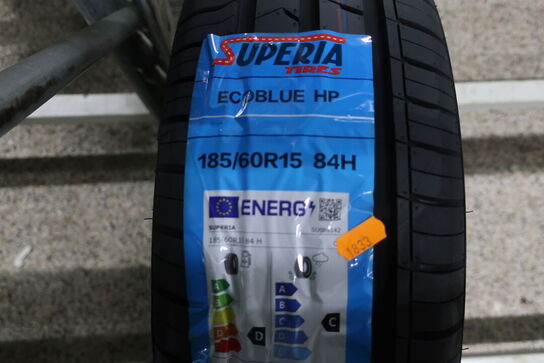 SUPERIA
TIRES
ECOBLUE HP
185/60R15 84H
ENERG
SUPERIA
185/60R15 84 H
1833
A
B
C
D
D
C